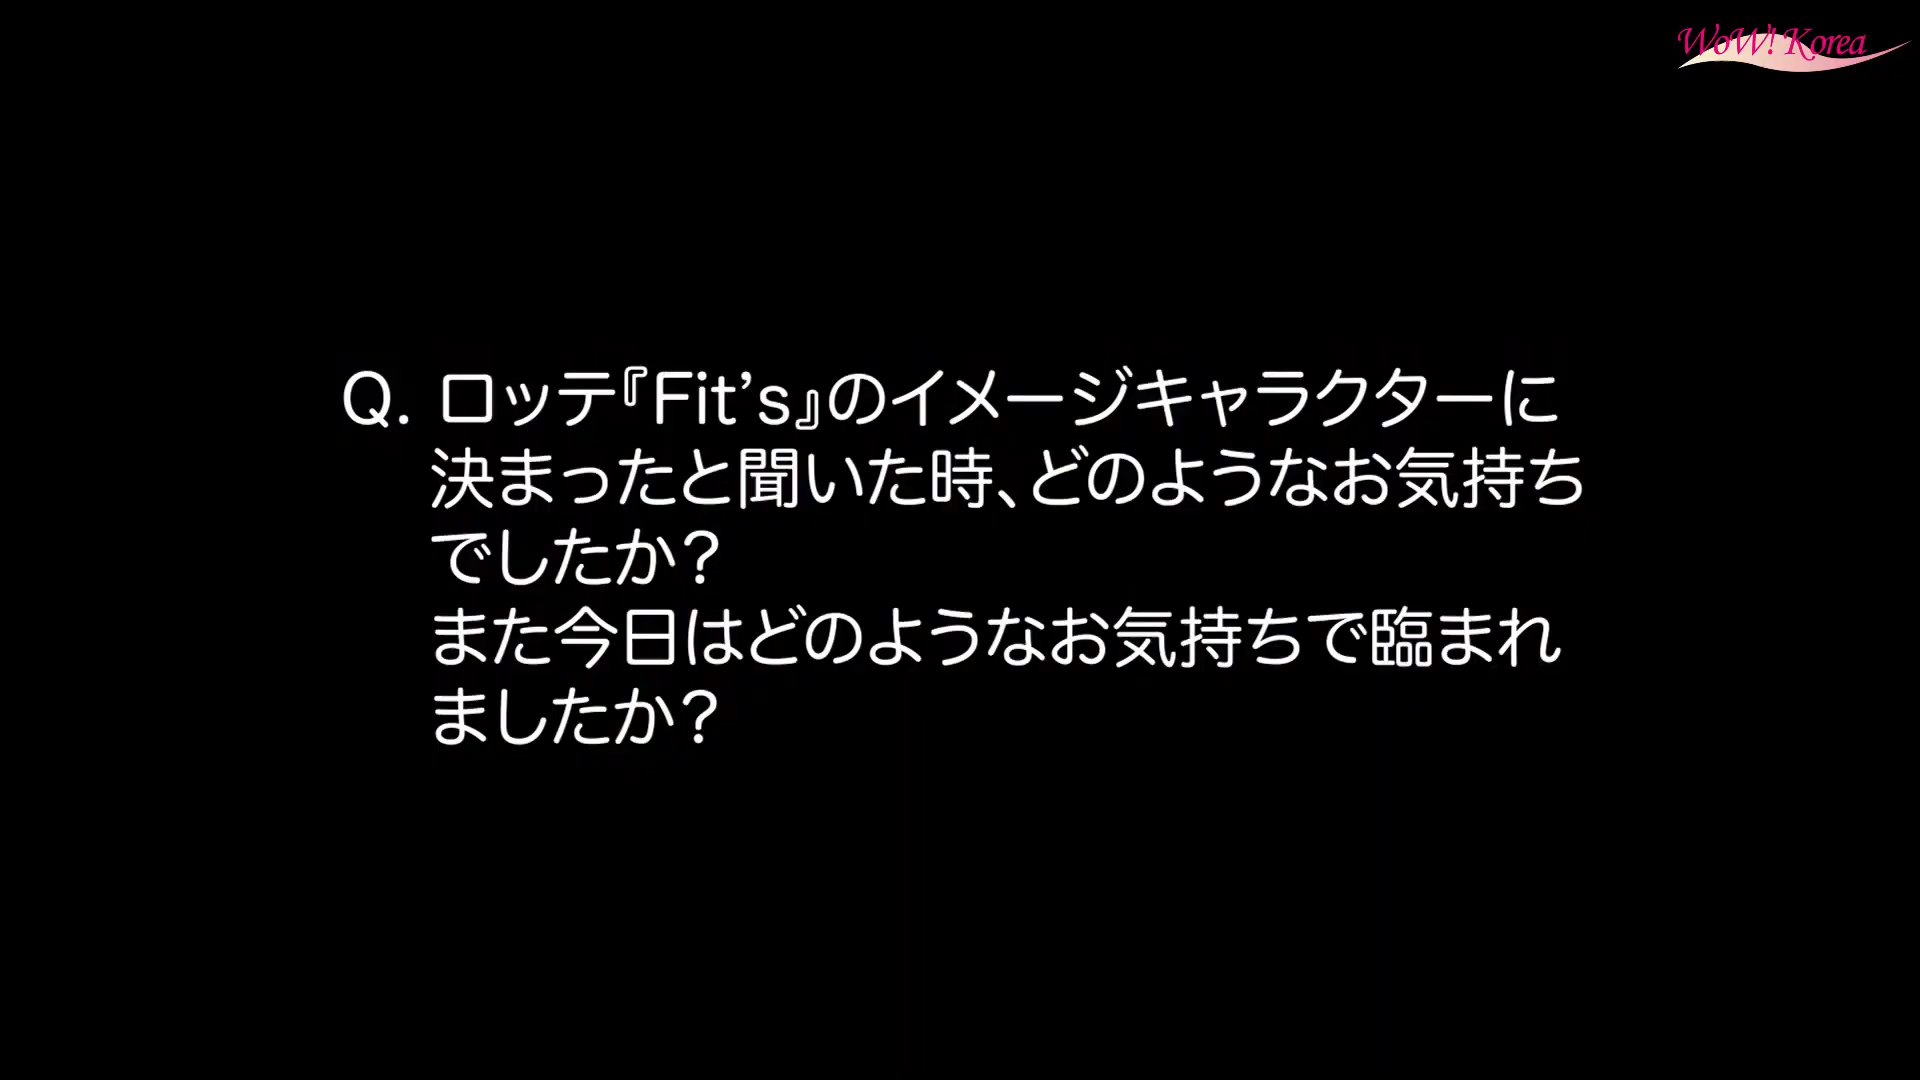 WoW! Korea
Q. ロッテ『Fit’s』のイメージキャラクターに
決まったと聞いた時、どのようなお気持ち
でしたか？
また今日はどのようなお気持ちで臨まれ
ましたか？